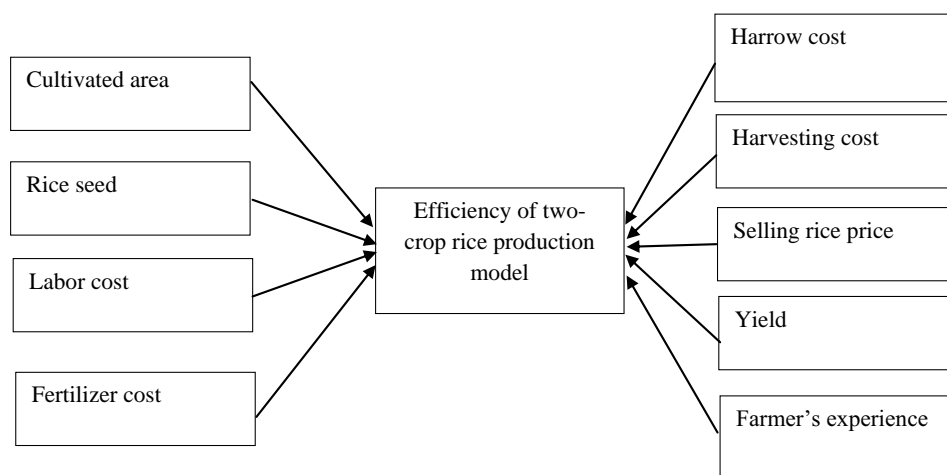 Cultivated area
Rice seed
Labor cost
Fertilizer cost
Efficiency of two-
crop rice production
model
Harrow cost
Harvesting cost
Selling rice price
Yield
Farmer’s experience